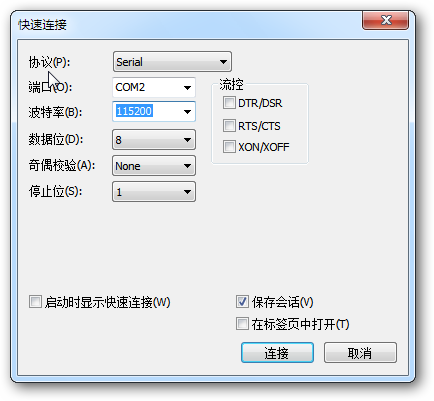 快速连接
协议(P): Serial
端口(O): COM2
流控
波特率(B): 115200
DTR/DSR
数据位(D): 8
RTS/CTS
奇偶校验(A): None
XON/XOFF
停止位(S): 1
启动时显示快速连接(W)
保存会话(V)
在标签页中打开(T)
连接 取消